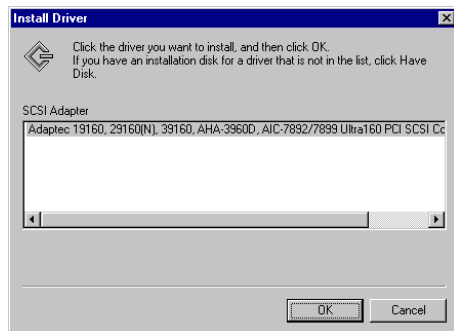 Install Driver
Click the driver you want to install, and then click OK.
If you have an installation disk for a driver that is not in the list, click Have
Disk.
SCSI Adapter
Adaptec 19160, 29160(N), 39160, AHA-3960D, AIC-7892/7899 Ultra160 PCI SCSI Cc
OK
Cancel